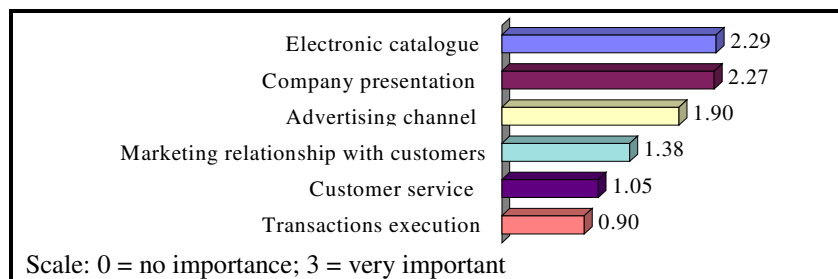 Electronic catalogue 2.29
Company presentation 2.27
Advertising channel 1.90
Marketing relationship with customers 1.38
Customer service 1.05
Transactions execution 0.90
Scale: 0 = no importance; 3 = very important